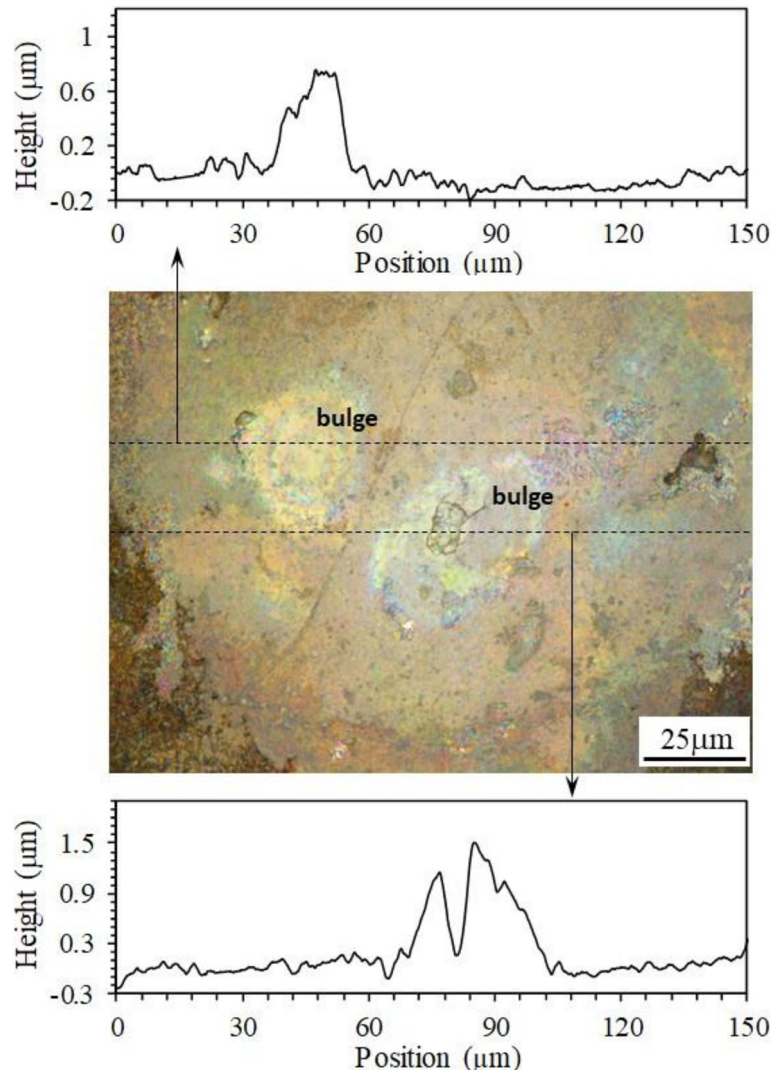 Height (µm)
1
0.6
0.2
-0.2
0 30 60 90 120 150
Position (µm)
bulge
bulge
25µm
Height (µm)
1.5
0.9
0.3
-0.3
0 30 60 90 120 150
Position (µm)